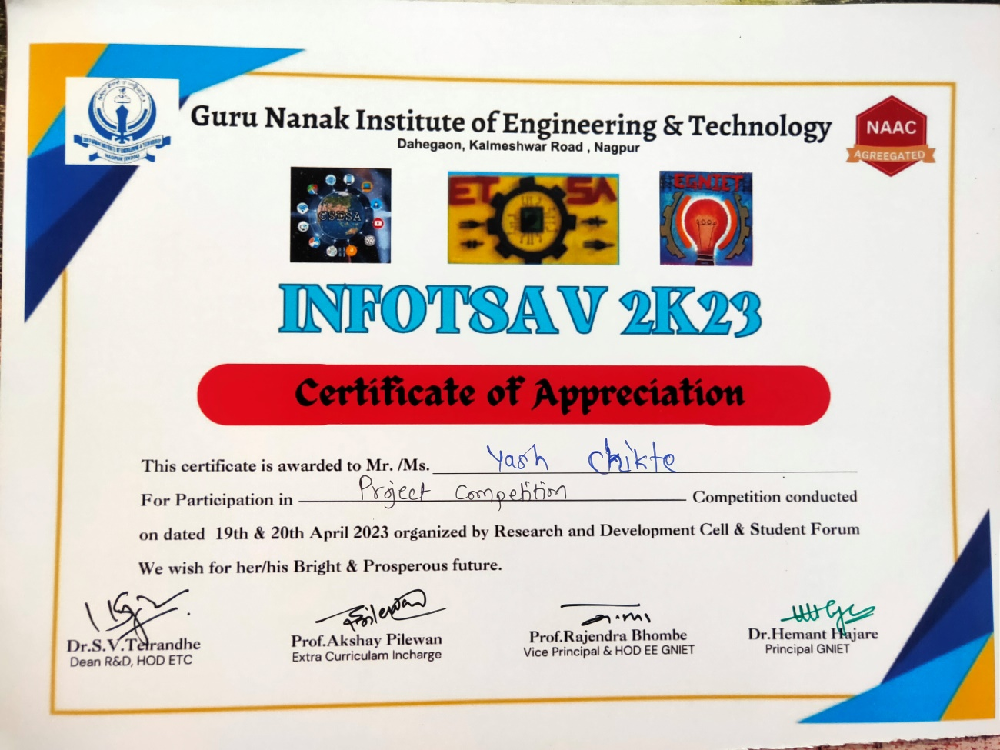 Guru Nanak Institute of Engineering & Technology
Dahegaon, Kalmeshwar Road , Nagpur
NAAC
AGREEGATED
CSESA
ETSA
EGNIET
INFOTSAV 2K23
Certificate of Appreciation
This certificate is awarded to Mr. /Ms. Yash Chikte
For Participation in Project Competition Competition conducted
on dated 19th & 20th April 2023 organized by Research and Development Cell & Student Forum
We wish for her/his Bright & Prosperous future.
Dr.S.V.Tetrandhe
Dean R&D, HOD ETC
Prof.Akshay Pilewan
Extra Curriculam Incharge
Prof.Rajendra Bhombe
Vice Principal & HOD EE GNIET
Dr.Hemant Hajare
Principal GNIET